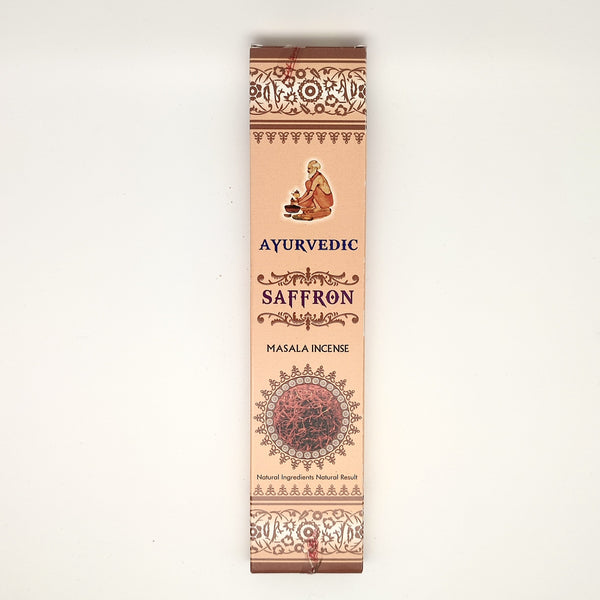 AYURVEDIC
SAFFRON
MASALA INCENSE
Natural Ingredients Natural Result